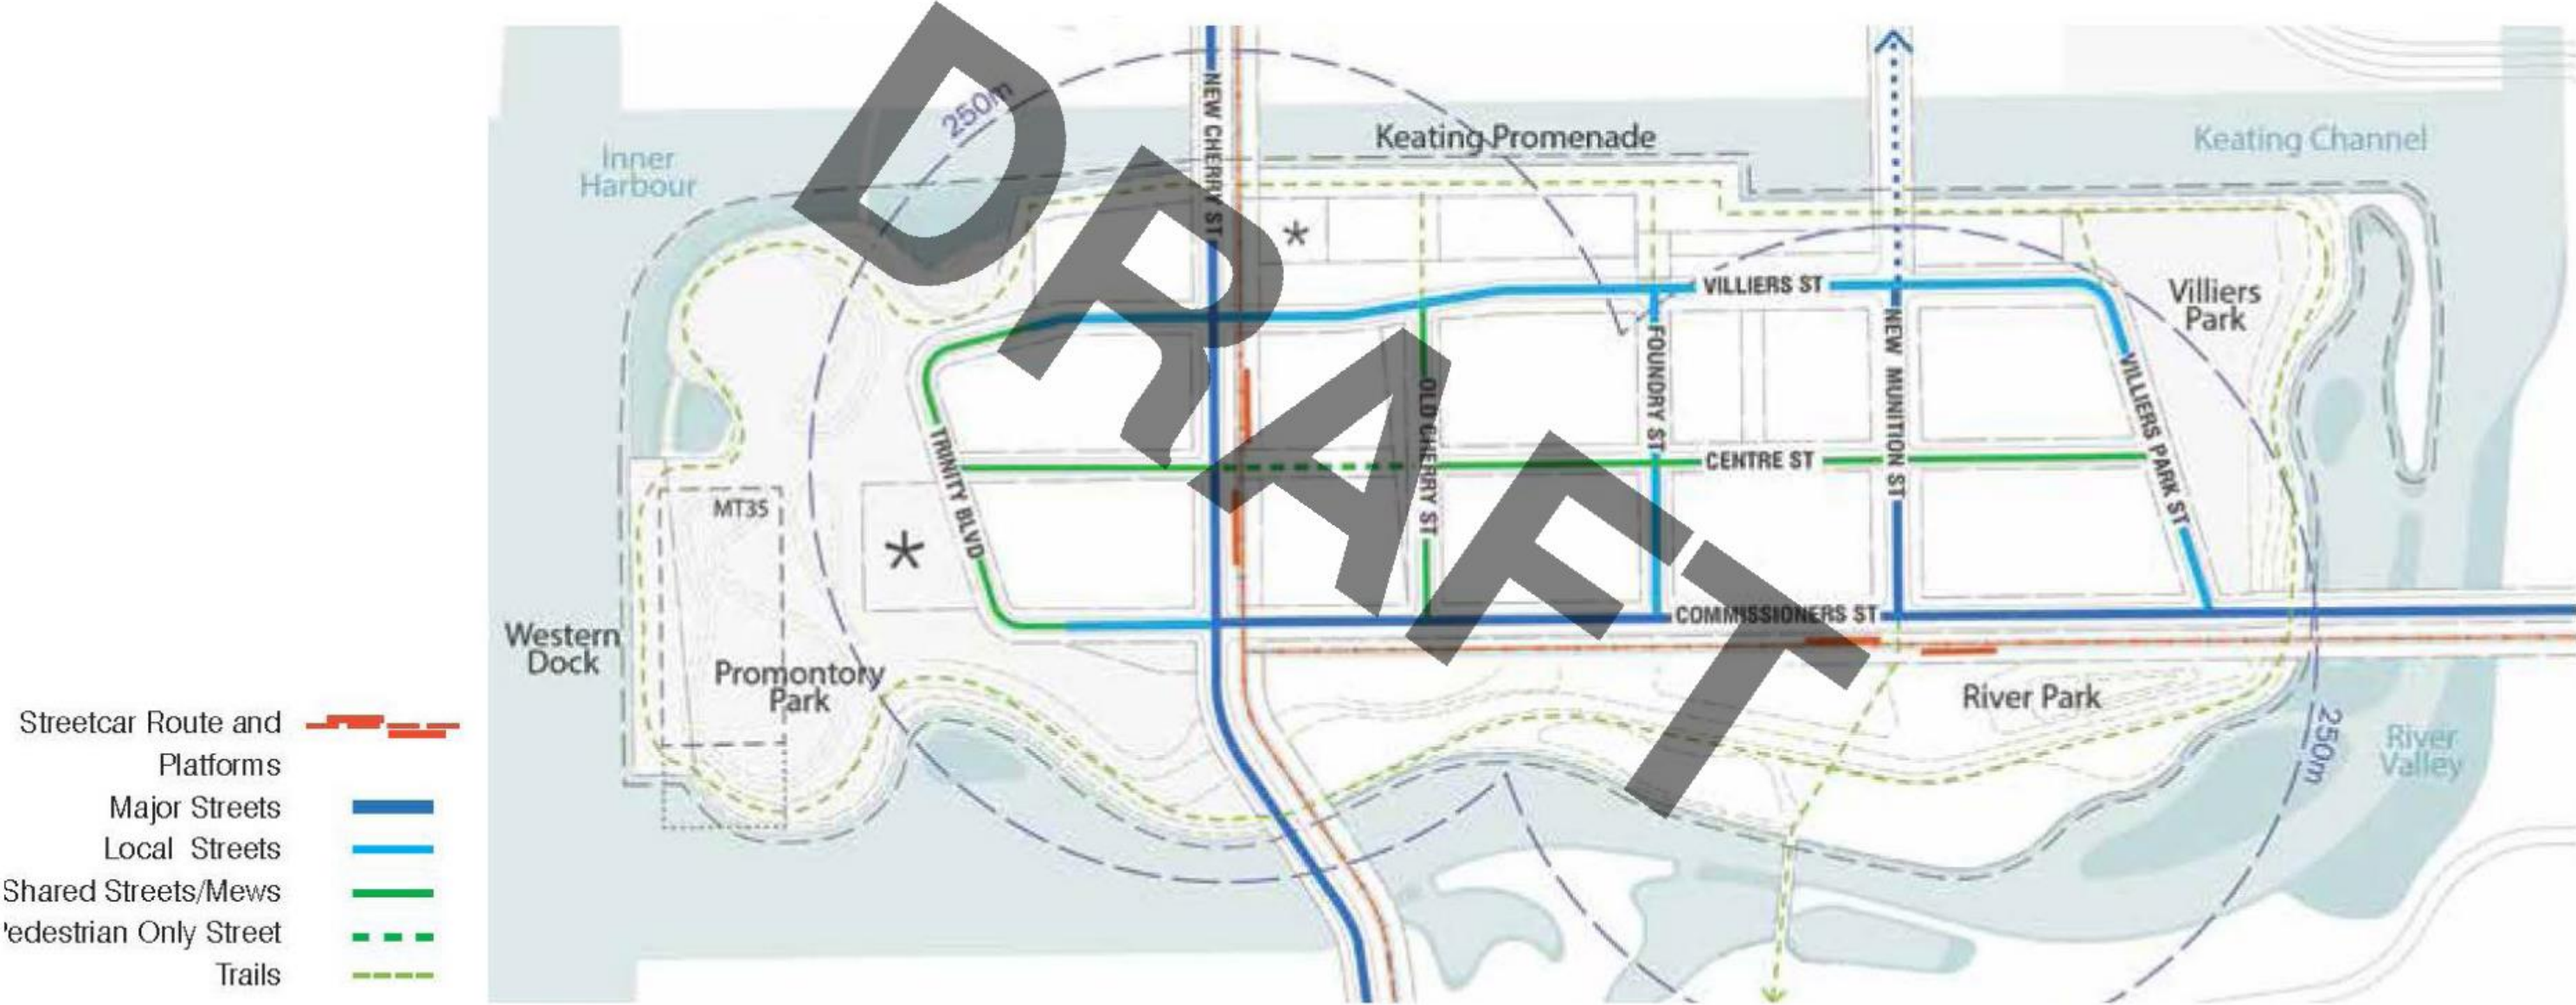 250m
NEW CHERRY ST
Keating Promenade
Keating Channel
Inner
Harbour
*
VILLIERS ST
Villiers
Park
NEW MUNITION ST
FOUNDRY ST
VILLIERS PARK ST
OLD CHERRY ST
TRINITY BLVD
CENTRE ST
MT35
*
COMMISSIONERS ST
Western
Dock
Promontory
Park
River Park
250m
River
Valley
DRAFT
Streetcar Route and
Platforms
Major Streets
Local Streets
Shared Streets/Mews
Pedestrian Only Street
Trails